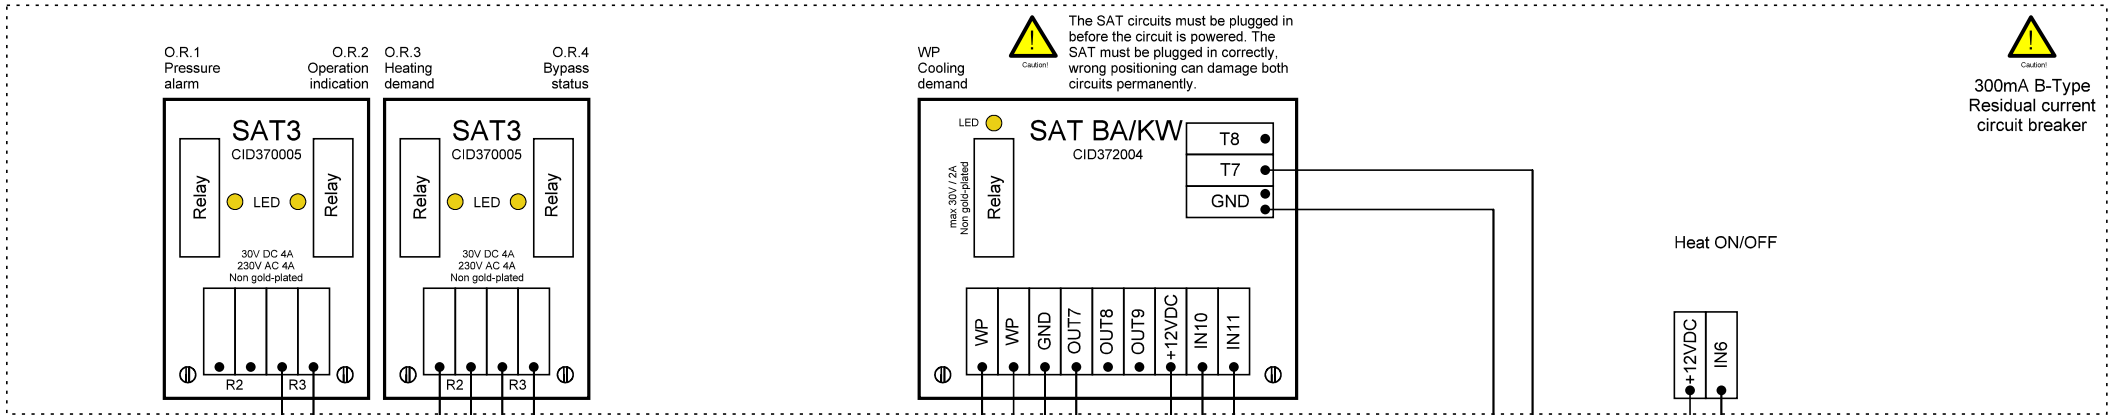 O.R.1
Pressure
alarm
O.R.2
Operation
indication
O.R.3
Heating
demand
O.R.4
Bypass
status
SAT3
CID370005
Relay
LED
Relay
30V DC 4A
230V AC 4A
Non gold-plated
R2
R3
SAT3
CID370005
Relay
LED
Relay
30V DC 4A
230V AC 4A
Non gold-plated
R2
R3
WP
Cooling
demand
!
Caution!
The SAT circuits must be plugged in
before the circuit is powered. The
SAT must be plugged in correctly,
wrong positioning can damage both
circuits permanently.
LED
SAT BA/KW
CID372004
max 30V / 2A
Non gold-plated
Relay
T8
T7
GND
WP
WP
GND
OUT7
OUT8
OUT9
+12VDC
IN10
IN11
Heat ON/OFF
+12VDC
IN6
!
Caution!
300mA B-Type
Residual current
circuit breaker